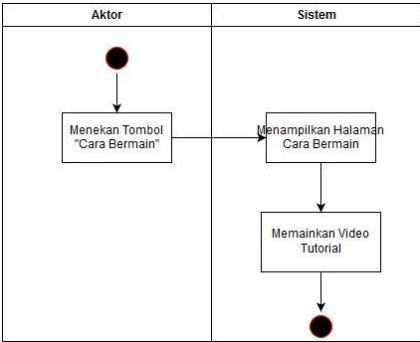 Aktor
Sistem
Menekan Tombol
"Cara Bermain"
Menampilkan Halaman
Cara Bermain
Memainkan Video
Tutorial